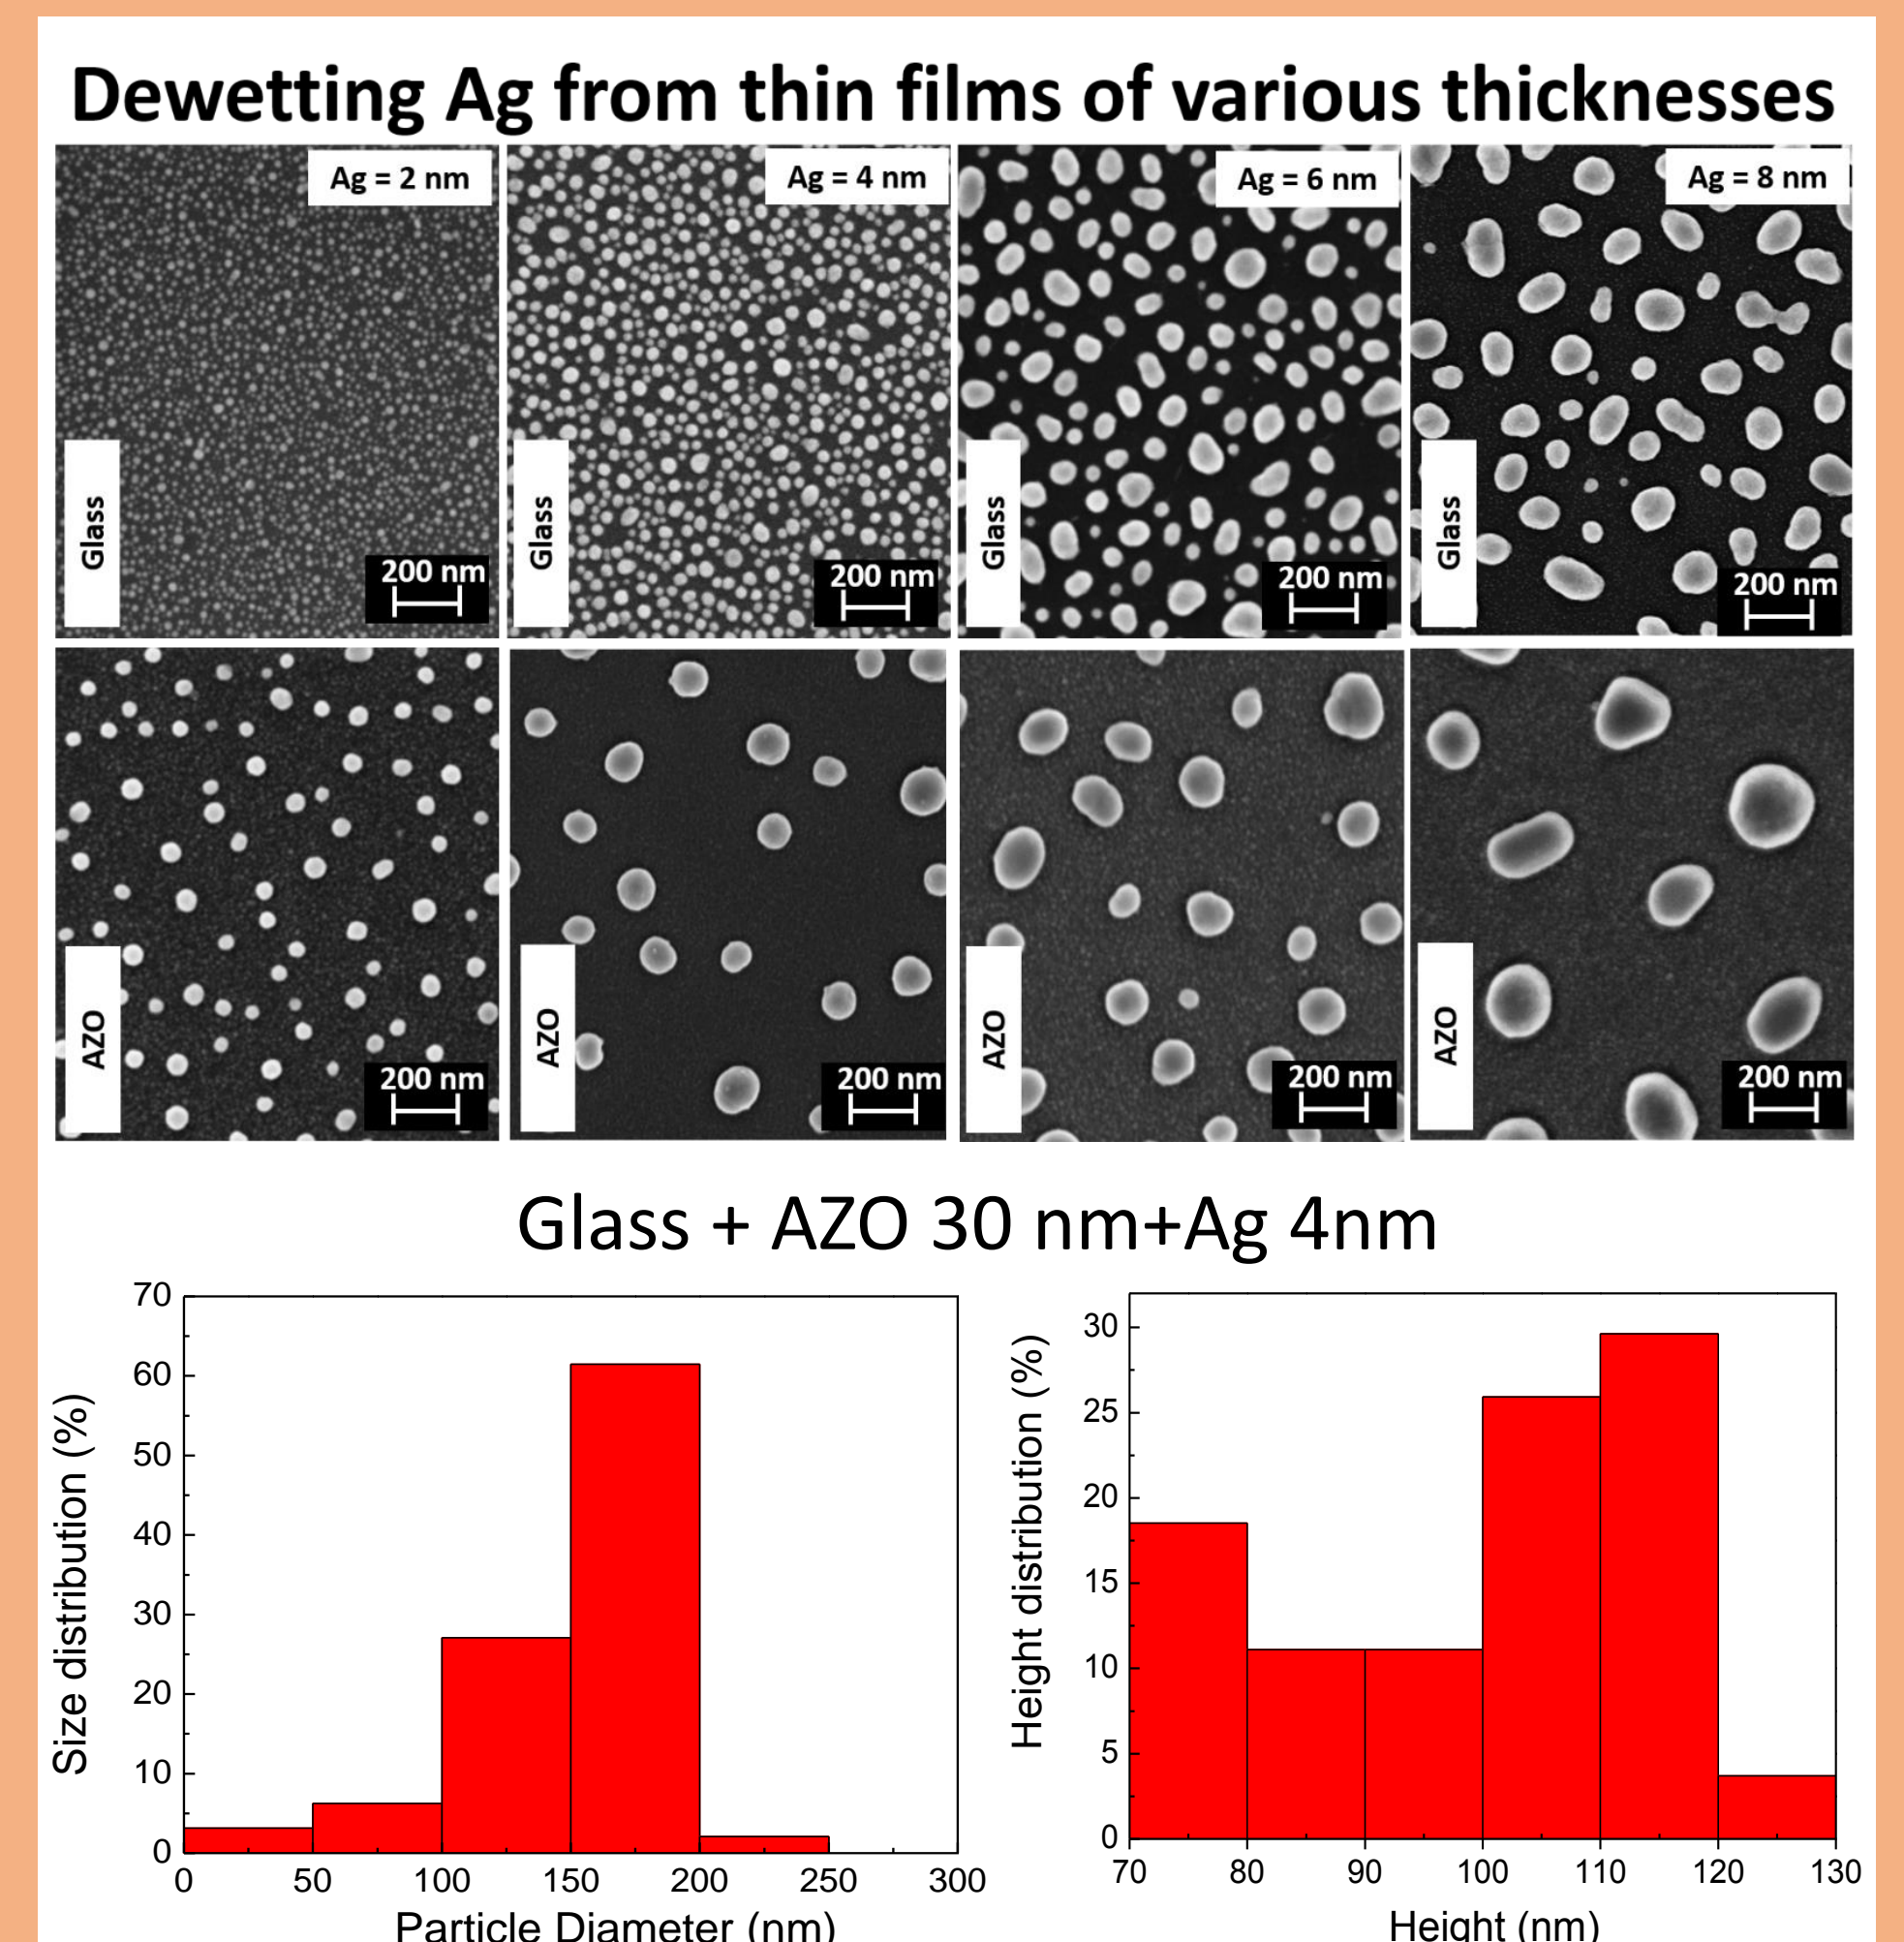 Dewetting Ag from thin films of various thicknesses
Ag = 2 nm
Ag = 4 nm
Ag = 6 nm
Ag = 8 nm
Glass
Glass
Glass
Glass
200 nm
200 nm
200 nm
200 nm
AZO
AZO
AZO
AZO
200 nm
200 nm
200 nm
200 nm
Glass + AZO 30 nm+Ag 4nm
Size distribution (%)
70
60
50
40
30
20
10
0
0 50 100 150 200 250 300
Particle Diameter (nm)
Height distribution (%)
30
25
20
15
10
5
0
70 80 90 100 110 120 130
Height (nm)